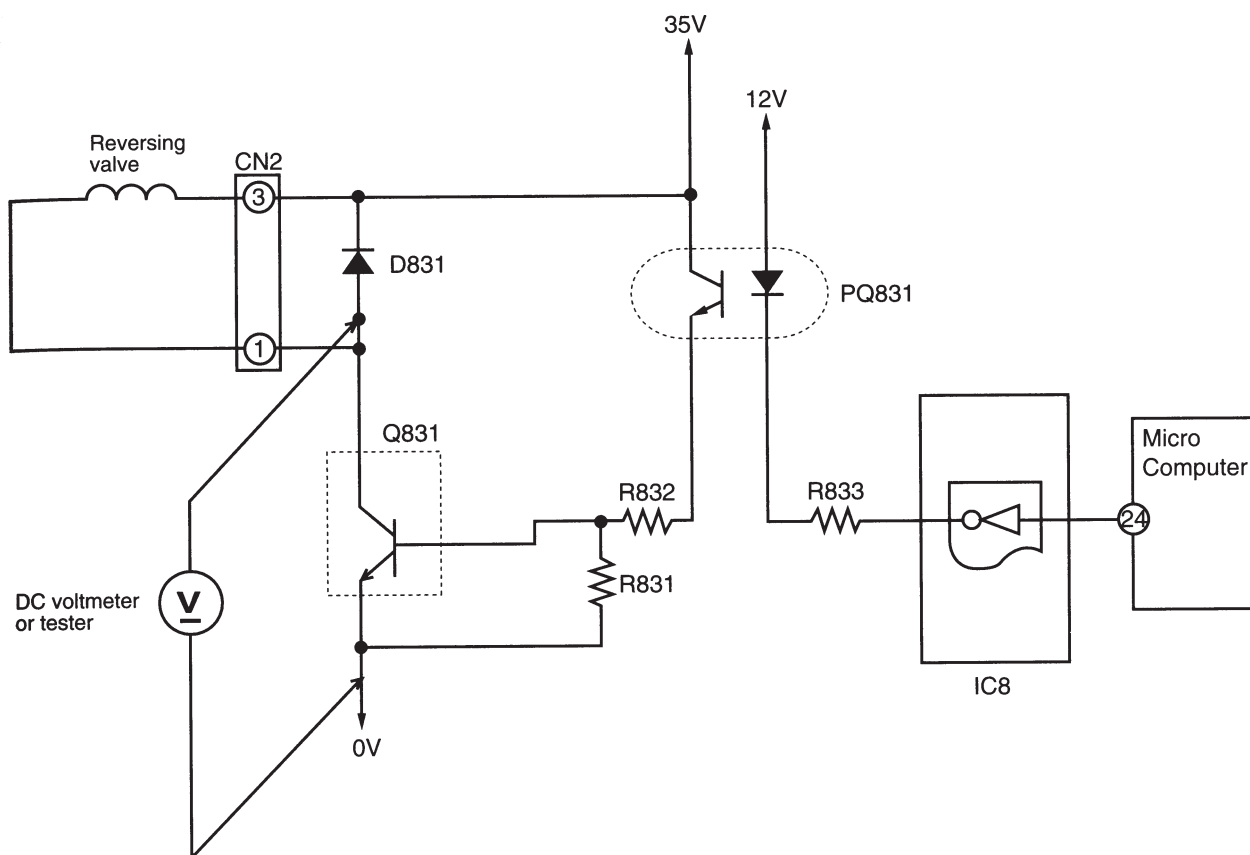 35V
12V
Reversing
valve
CN2
3
D831
PQ831
1
Q831
Micro
Computer
R832
R833
24
R831
DC voltmeter
or tester
V
IC8
0V